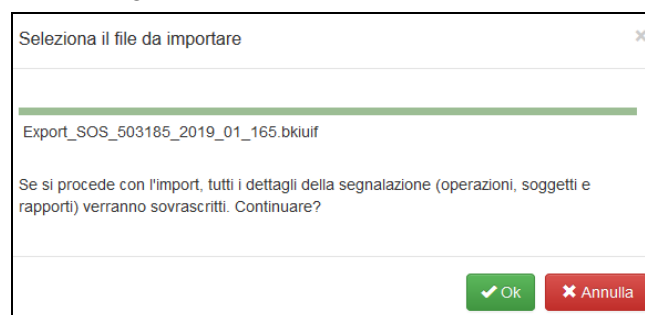 Seleziona il file da importare
Export_SOS_503185_2019_01_165.bkiuif
Se si procede con l'import, tutti i dettagli della segnalazione (operazioni, soggetti e
rapporti) verranno sovrascritti. Continuare?
Ok Annulla